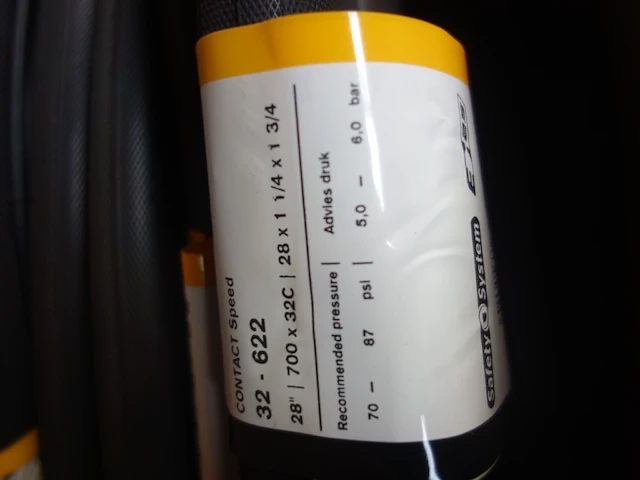 CONTACT Speed
32 - 622
28" | 700 x 32C | 28 x 1 1/4 x 1 3/4
Recommended pressure | Advies druk
70 - 87 psi | 5,0 - 6,0 bar
Safety System